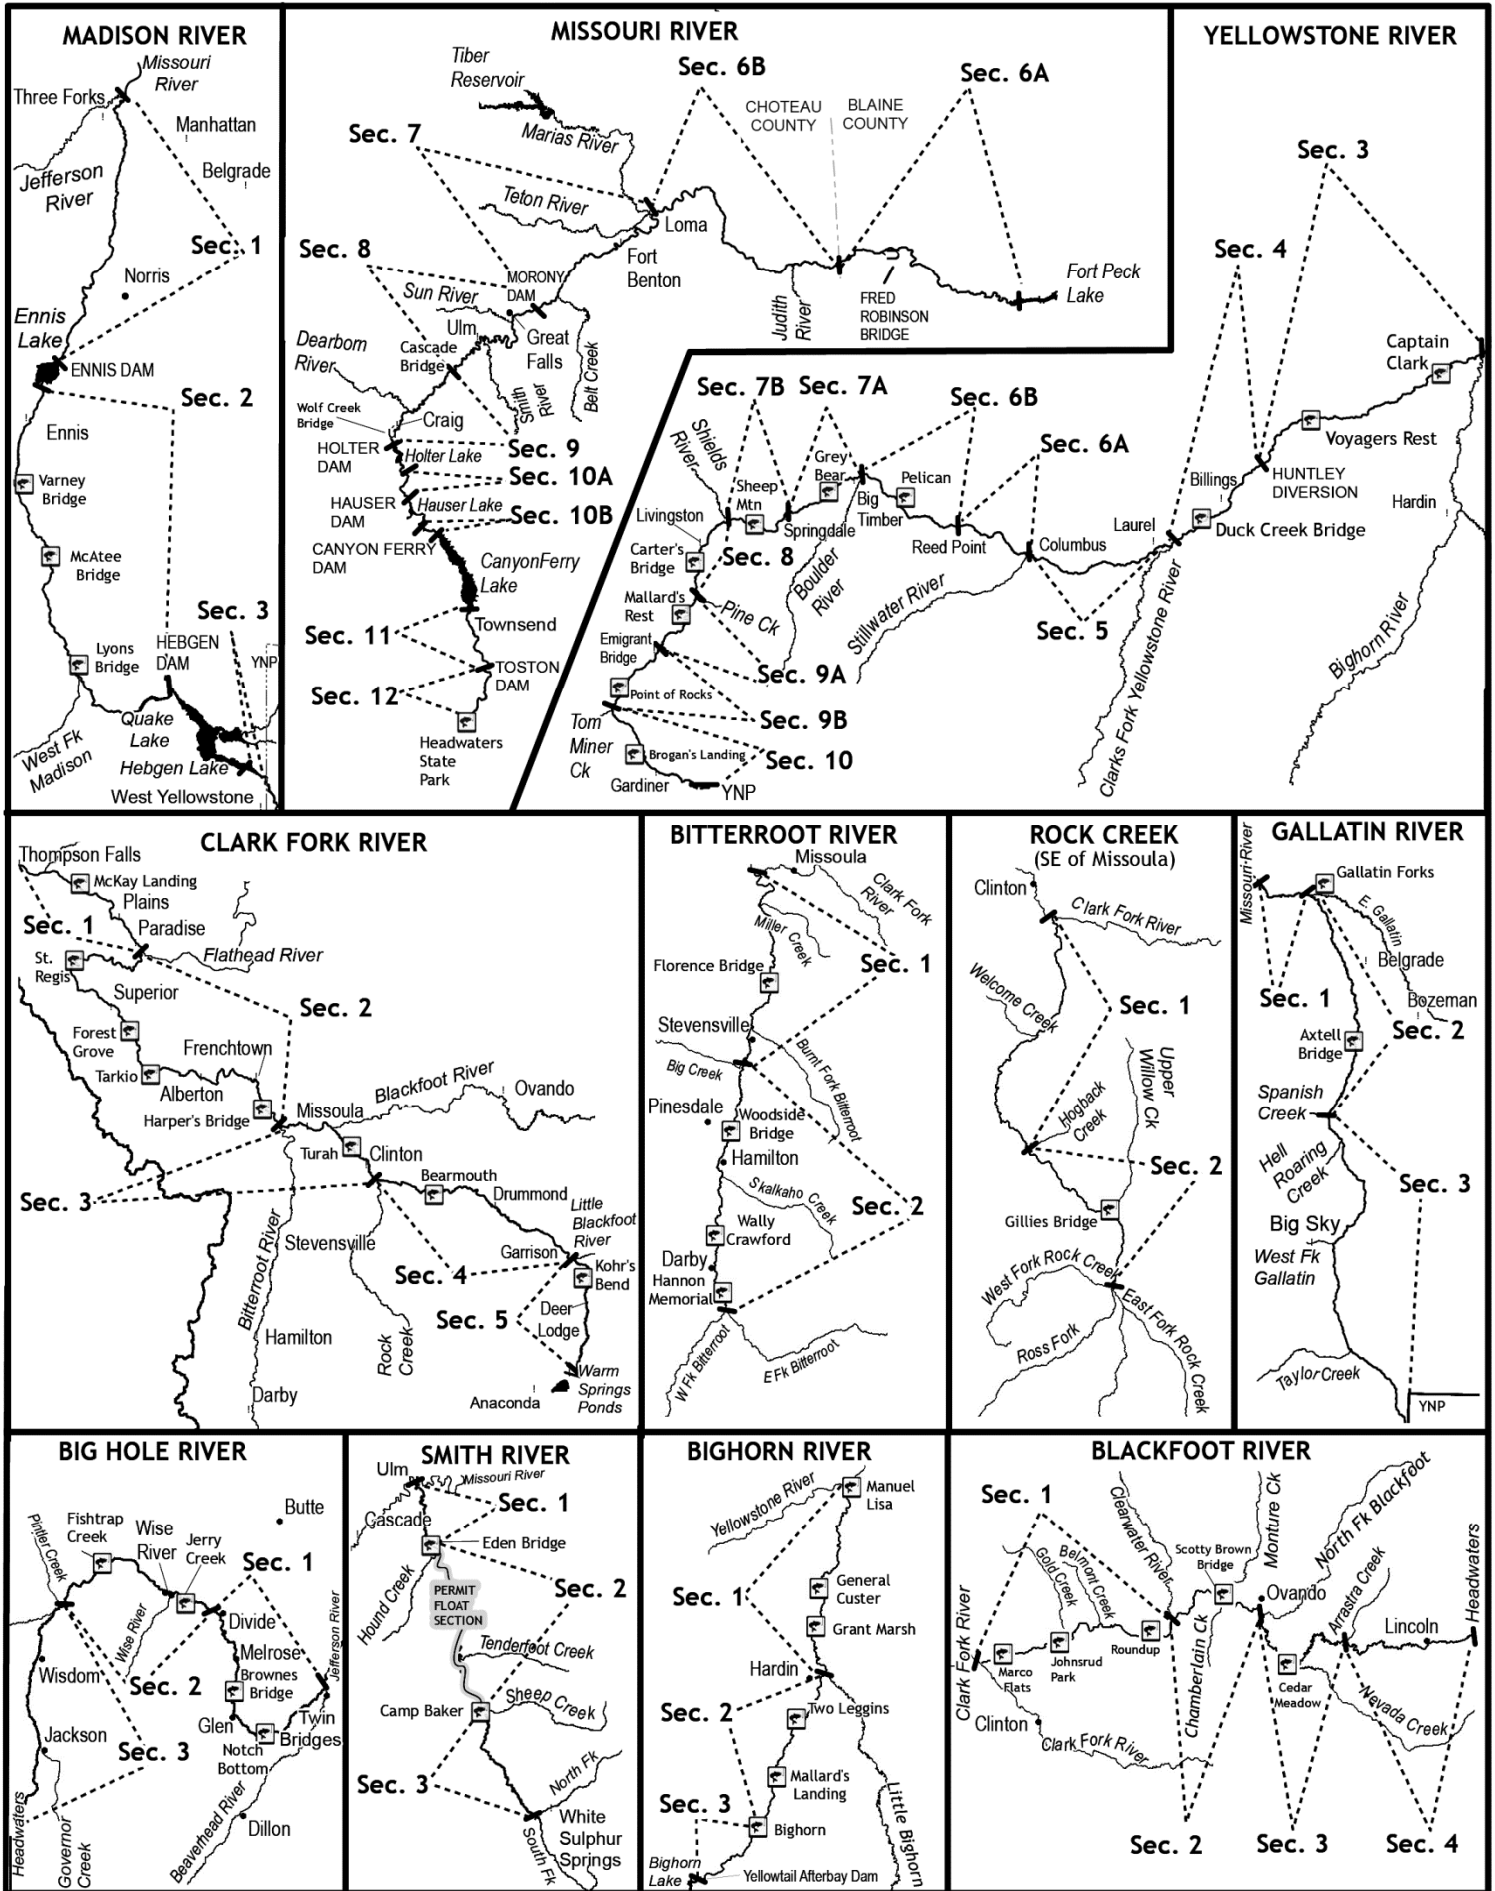 MADISON RIVER
Missouri
River
Three Forks
Manhattan
Belgrade
Jefferson
River
Sec. 1
Norris
Ennis
Lake
ENNIS DAM
Sec. 2
Ennis
Varney
Bridge
McAtee
Bridge
Sec. 3
Lyons
Bridge
HEBGEN
DAM
YNP
Quake
Lake
West Fk
Madison
Hebgen Lake
West Yellowstone
MISSOURI RIVER
Tiber
Reservoir
Sec. 6B
Sec. 6A
CHOTEAU
COUNTY
BLAINE
COUNTY
Sec. 7
Marias River
Teton River
Loma
Sec. 8
Fort
Benton
MORONY
DAM
Sun River
Judith
River
FRED
ROBINSON
BRIDGE
Fort Peck
Lake
Ulm
Great
Falls
Dearborn
River
Cascade
Bridge
Smith
River
Belt Creek
Wolf Creek
Bridge
Craig
HOLTER
DAM
Holter Lake
Sec. 9
Sec. 10A
HAUSER
DAM
Hauser Lake
Sec. 10B
CANYON FERRY
DAM
CanyonFerry
Lake
Townsend
Sec. 11
TOSTON
DAM
Sec. 12
Headwaters
State
Park
YELLOWSTONE RIVER
Sec. 3
Sec. 4
Captain
Clark
Voyagers Rest
HUNTLEY
DIVERSION
Billings
Hardin
Duck Creek Bridge
Laurel
Sec. 7B
Sec. 7A
Sec. 6B
Sec. 6A
Shields
River
Grey
Bear
Pelican
Sheep
Mtn
Big
Timber
Livingston
Springdale
Reed Point
Columbus
Carter's
Bridge
Sec. 8
Boulder
River
Stillwater River
Mallard's
Rest
Pine Ck
Sec. 5
Clarks Fork Yellowstone River
Bighorn River
Emigrant
Bridge
Sec. 9A
Point of Rocks
Sec. 9B
Tom
Miner
Ck
Brogan's Landing
Sec. 10
Gardiner
YNP
CLARK FORK RIVER
Thompson Falls
McKay Landing
Plains
Sec. 1
Paradise
Flathead River
St.
Regis
Superior
Sec. 2
Forest
Grove
Frenchtown
Tarkio
Alberton
Blackfoot River
Ovando
Harper's Bridge
Missoula
Turah
Clinton
Bearmouth
Sec. 3
Drummond
Little
Blackfoot
River
Stevensville
Garrison
Kohr's
Bend
Sec. 4
Bitterroot River
Sec. 5
Deer
Lodge
Hamilton
Rock
Creek
Warm
Springs
Ponds
Anaconda
Darby
BITTERROOT RIVER
Missoula
Clark Fork
River
Miller Creek
Florence Bridge
Sec. 1
Stevensville
Big Creek
Burnt Fork Bitterroot
Pinesdale
Woodside
Bridge
Hamilton
Skalkaho Creek
Sec. 2
Wally
Crawford
Darby
Hannon
Memorial
W Fk Bitterroot
E Fk Bitterroot
ROCK CREEK
(SE of Missoula)
Clinton
Clark Fork River
Welcome Creek
Sec. 1
Upper
Willow Ck
Hogback
Creek
Sec. 2
Gillies Bridge
West Fork Rock Creek
Ross Fork
East Fork Rock Creek
GALLATIN RIVER
Missouri River
Gallatin Forks
E. Gallatin
Belgrade
Sec. 1
Bozeman
Sec. 2
Axtell
Bridge
Spanish
Creek
Hell
Roaring
Creek
Sec. 3
Big Sky
West Fk
Gallatin
Taylor Creek
YNP
BIG HOLE RIVER
Butte
Pintler Creek
Fishtrap
Creek
Wise
River
Jerry
Creek
Sec. 1
Divide
Wise River
Melrose
Jefferson River
Wisdom
Sec. 2
Brownes
Bridge
Glen
Twin
Bridges
Jackson
Sec. 3
Notch
Bottom
Headwaters
Governor
Creek
Beaverhead River
Dillon
SMITH RIVER
Ulm
Missouri River
Sec. 1
Cascade
Eden Bridge
Hound Creek
PERMIT
FLOAT
SECTION
Sec. 2
Tenderfoot Creek
Camp Baker
Sheep Creek
Sec. 3
North Fk
White
Sulphur
Springs
South Fk
BIGHORN RIVER
Yellowstone River
Manuel
Lisa
Sec. 1
General
Custer
Grant Marsh
Hardin
Sec. 2
Two Leggins
Mallard's
Landing
Sec. 3
Bighorn
Little Bighorn
Bighorn
Lake
Yellowtail Afterbay Dam
BLACKFOOT RIVER
Sec. 1
Clearwater River
Monture Ck
North Fk Blackfoot
Scotty Brown
Bridge
Gold Creek
Belmont Creek
Ovando
Arrastra Creek
Headwaters
Clark Fork River
Lincoln
Marco
Flats
Johnsrud
Park
Roundup
Chamberlain Ck
Cedar
Meadow
Nevada Creek
Clinton
Clark Fork River
Sec. 2
Sec. 3
Sec. 4